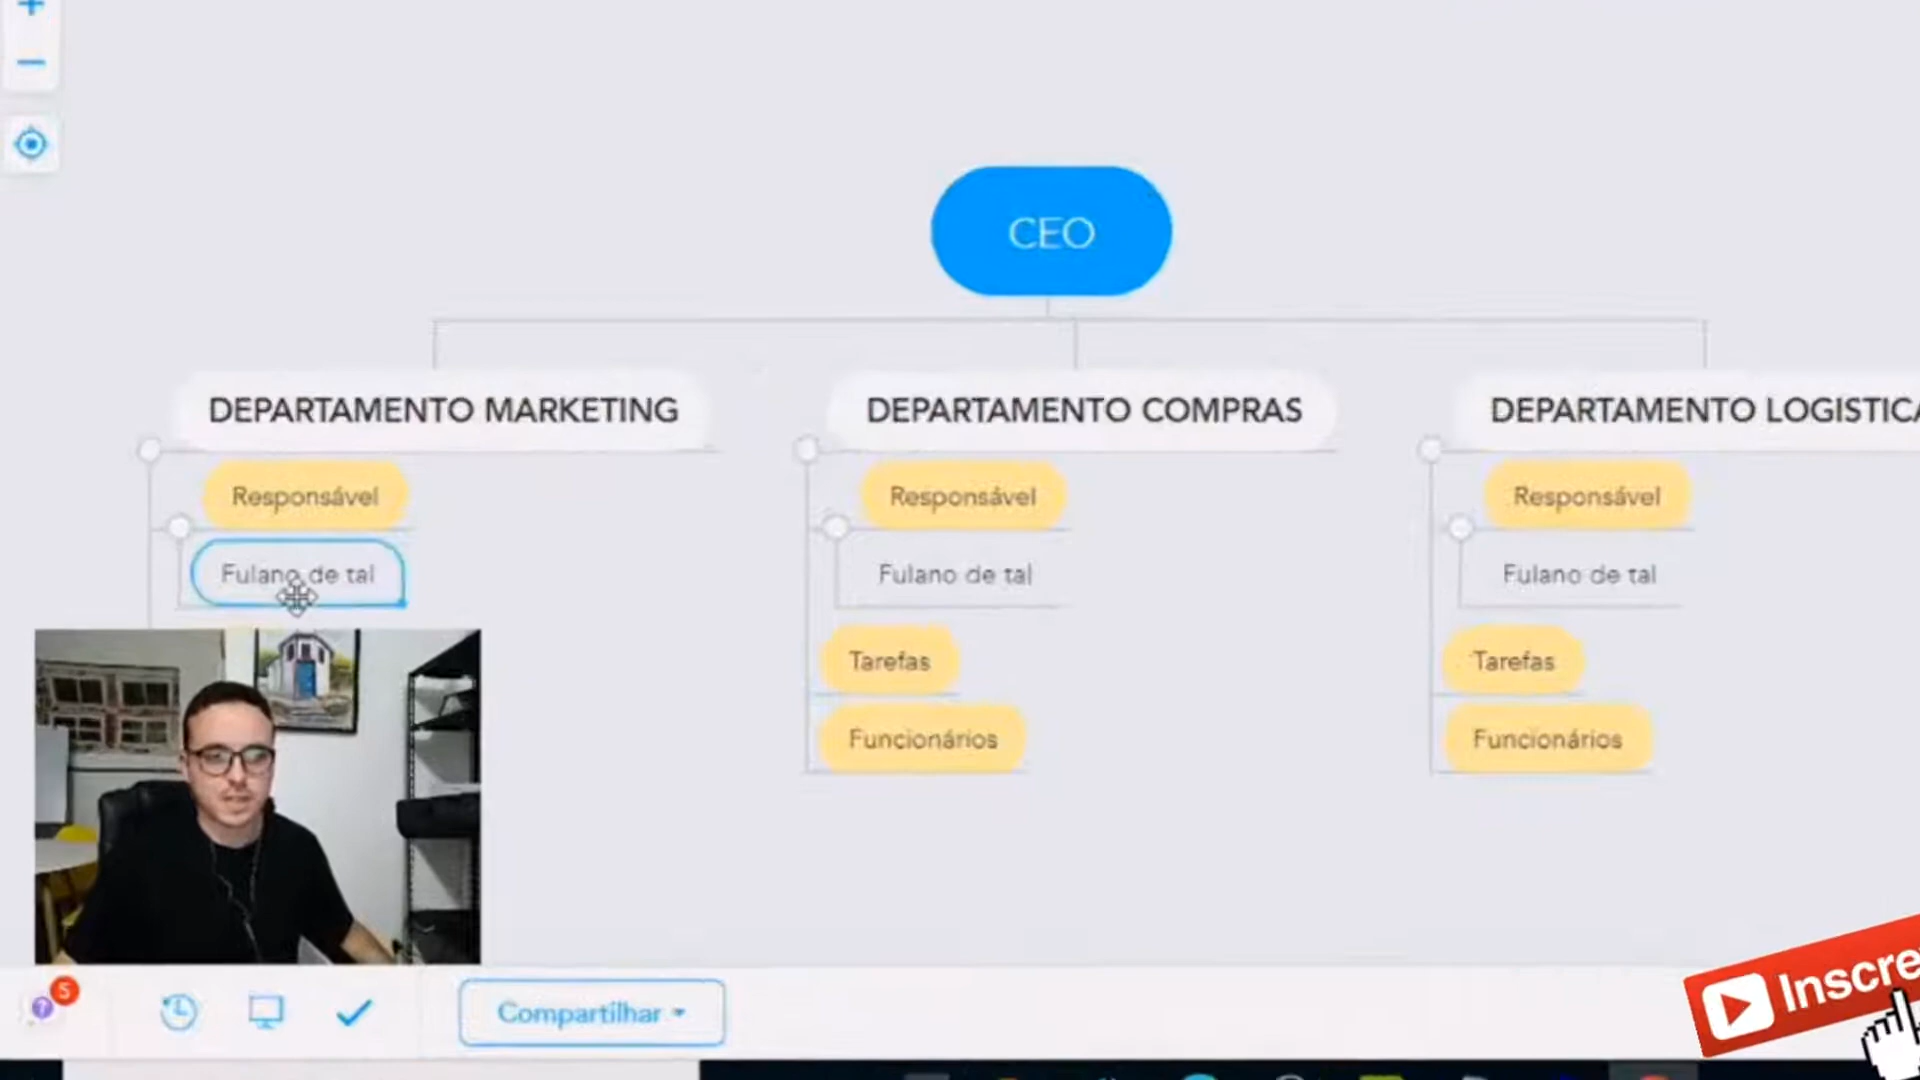 CEO
DEPARTAMENTO MARKETING
DEPARTAMENTO COMPRAS
DEPARTAMENTO LOGISTICA
Responsável
Responsável
Responsável
Fulano de tal
Fulano de tal
Fulano de tal
Tarefas
Tarefas
Funcionários
Funcionários
5
?
Compartilhar
Inscre